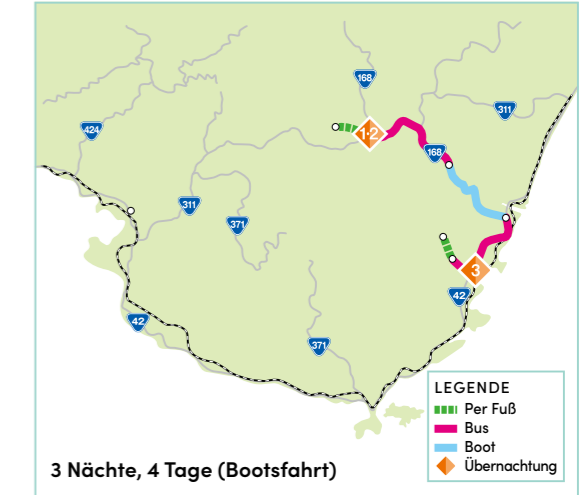 168
424
311
1·2
168
311
371
3
42
42
371
LEGENDE
Per Fuß
Bus
Boot
Übernachtung
3 Nächte, 4 Tage (Bootsfahrt)